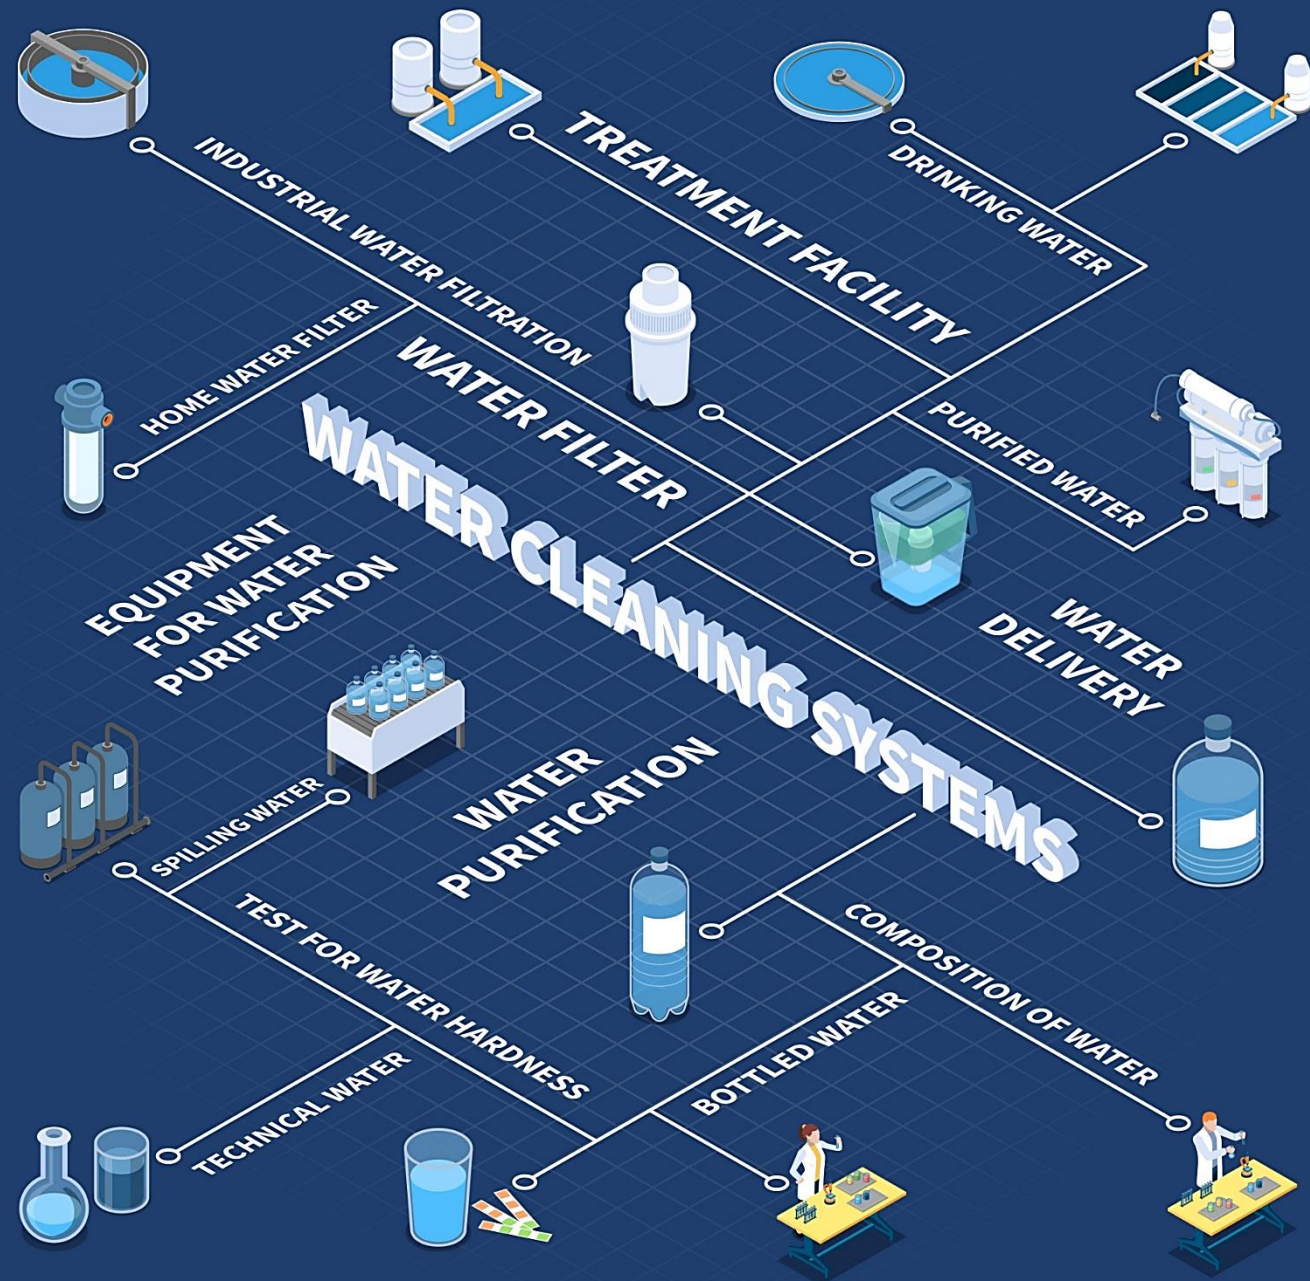 INDUSTRIAL WATER FILTRATION
TREATMENT FACILITY
DRINKING WATER
HOME WATER FILTER
WATER FILTER
PURIFIED WATER
WATER CLEANING SYSTEMS
EQUIPMENT
FOR WATER
PURIFICATION
WATER
DELIVERY
SPILLING WATER
WATER
PURIFICATION
TEST FOR WATER HARDNESS
COMPOSITION OF WATER
TECHNICAL WATER
BOTTLED WATER